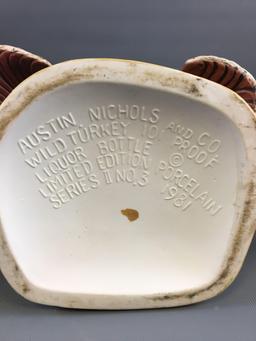 AUSTIN, NICHOLS AND CO.
WILD TURKEY 101 PROOF
LIQUOR BOTTLE ©
LIMITED EDITION PORCELAIN
SERIES II NO. 3 1981